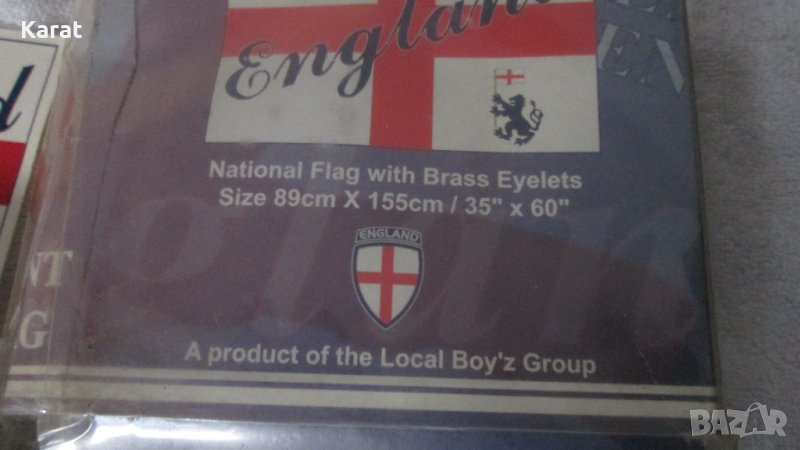 Karat
England
National Flag with Brass Eyelets
Size 89cm X 155cm / 35" x 60"
ENGLAND
A product of the Local Boy'z Group
BAZAR